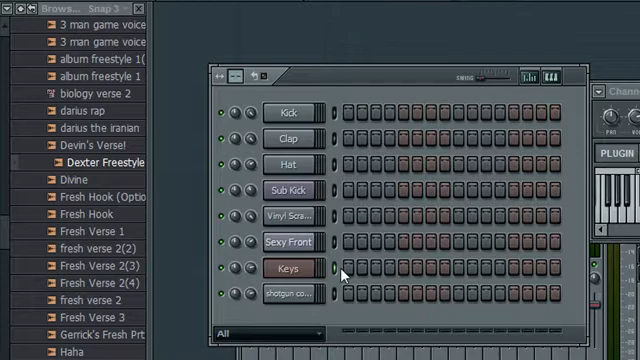 Brows... Snap 3
3 man game voice
3 man game voice
album freestyle 1(
album freestyle 1
biology verse 2
darius rap
darius the iranian
Devin's Verse!
Dexter Freestyle
Divine
Fresh Hook (Optio
Fresh Hook
Fresh Verse 1
fresh verse 2(2)
Fresh Verse 2(3)
Fresh Verse 2(4)
fresh verse 2
Fresh Verse 3
Gerrick's Fresh Prt
Haha
SWING
Kick
Clap
Hat
Sub Kick
Vinyl Scra...
Sexy Front
Keys
shotgun co...
All
Channe
PAN
PLUGIN